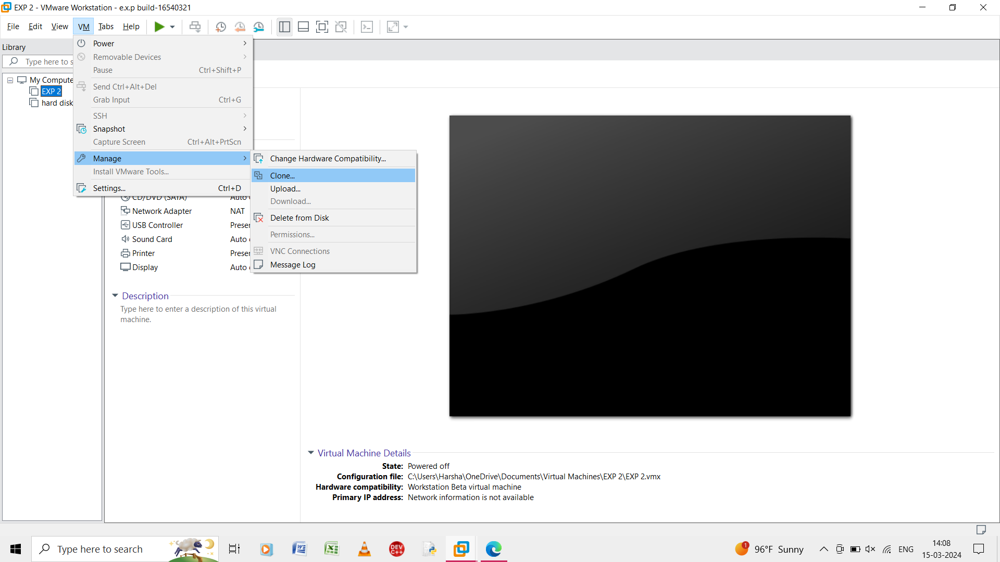 EXP 2 - VMware Workstation - e.x.p build-16540321
File Edit View VM Tabs Help
Library
Type here to s
My Compute
EXP 2
hard disk
Power
Removable Devices
Pause Ctrl+Shift+P
Send Ctrl+Alt+Del
Grab Input Ctrl+G
SSH
Snapshot
Capture Screen Ctrl+Alt+PrtScn
Manage
Install VMware Tools...
Settings... Ctrl+D
Change Hardware Compatibility...
Clone...
Upload...
Download...
Delete from Disk
Permissions...
VNC Connections
Message Log
CD/DVD (SATA) Auto
Network Adapter NAT
USB Controller Preser
Sound Card Auto
Printer Preser
Display Auto
Description
Type here to enter a description of this virtual
machine.
Virtual Machine Details
State: Powered off
Configuration file: C:\Users\Harsha\OneDrive\Documents\Virtual Machines\EXP 2\EXP 2.vmx
Hardware compatibility: Workstation Beta virtual machine
Primary IP address: Network information is not available
Type here to search
DEV
C++
1
96°F Sunny
ENG
14:08
15-03-2024